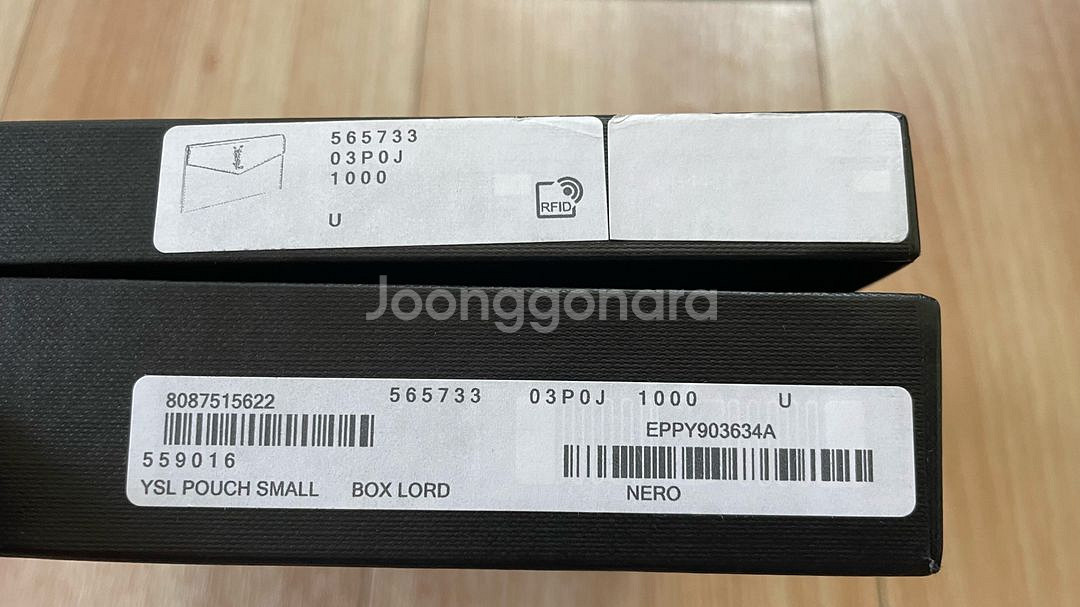 565733
03P0J
1000
U
RFID
Joonggonara
8087515622 565733 03P0J 1000 U
EPPY903634A
559016
YSL POUCH SMALL BOX LORD NERO